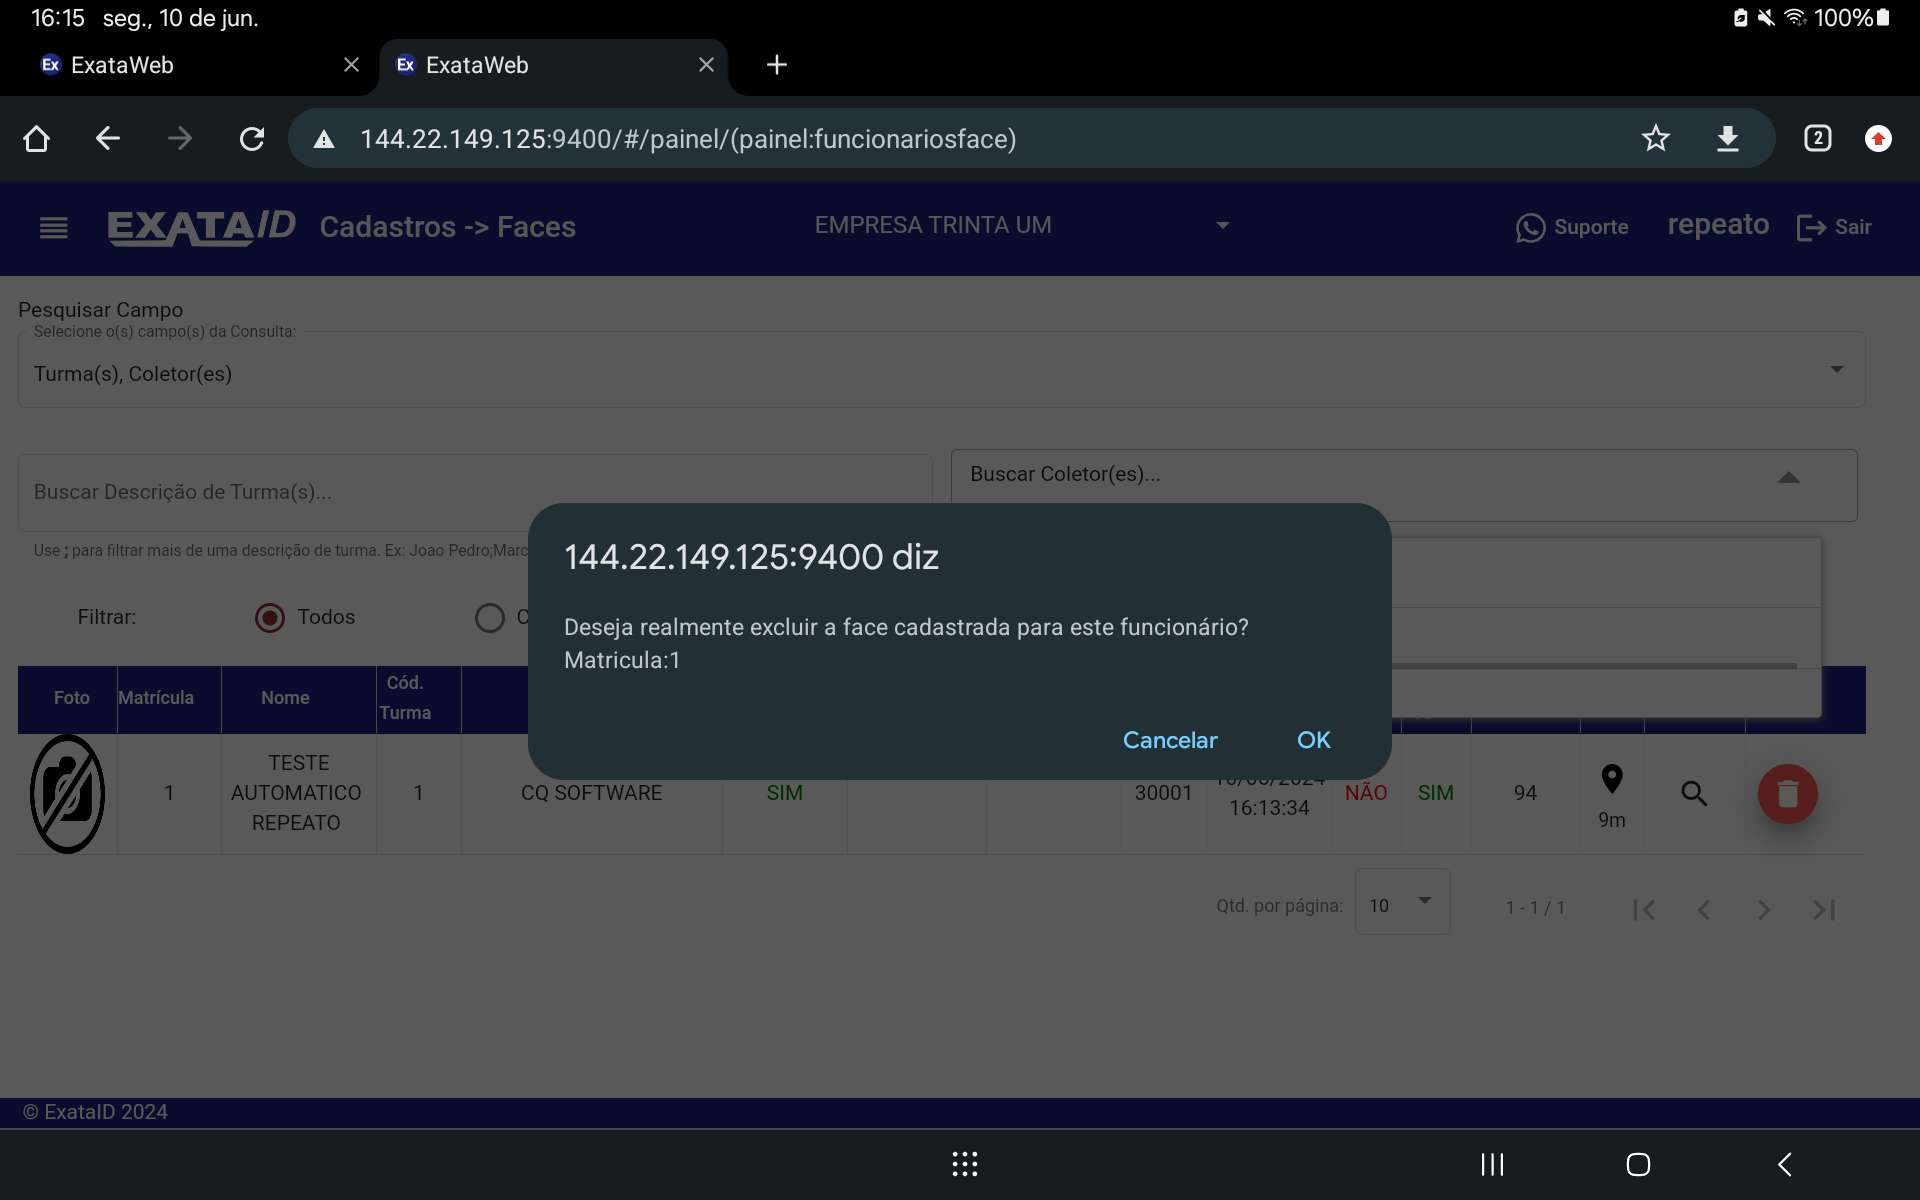 16:15 seg., 10 de jun.
100%
Ex ExataWeb
Ex ExataWeb
144.22.149.125:9400/#/painel/(painel:funcionariosface)
2
EXATAID
Cadastros -> Faces
EMPRESA TRINTA UM
Suporte
repeato
Sair
Pesquisar Campo
Selecione o(s) campo(s) da Consulta:
Turma(s), Coletor(es)
Buscar Descrição de Turma(s)...
Buscar Coletor(es)...
Use ; para filtrar mais de uma descrição de turma. Ex: Joao Pedro;Marc
144.22.149.125:9400 diz
Deseja realmente excluir a face cadastrada para este funcionário?
Matricula:1
Cancelar
OK
Filtrar:
Todos
Foto
Matrícula
Nome
Cód.
Turma
1
TESTE
AUTOMATICO
REPEATO
1
CQ SOFTWARE
SIM
30001
16:13:34
NÃO
SIM
94
9m
Qtd. por página:
10
1 - 1 / 1
© ExataID 2024